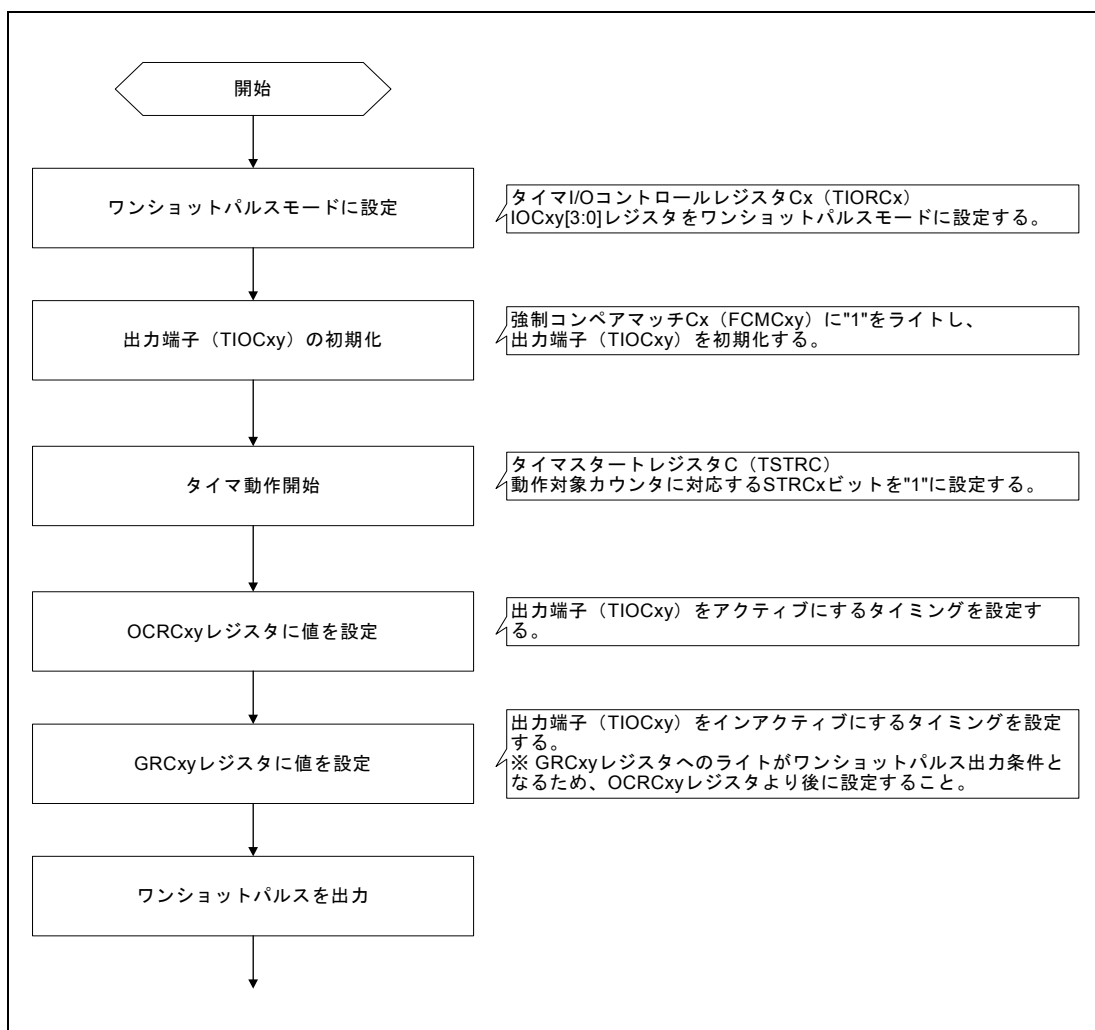 開始
ワンショットパルスモードに設定
タイマI/OコントロールレジスタCx（TIORCx）
IOCxy[3:0]レジスタをワンショットパルスモードに設定する。
出力端子（TIOCxy）の初期化
強制コンペアマッチCx（FCMCxy）に"1"をライトし、
出力端子（TIOCxy）を初期化する。
タイマ動作開始
タイマスタートレジスタC（TSTRC）
動作対象カウンタに対応するSTRCxビットを"1"に設定する。
OCRCxyレジスタに値を設定
出力端子（TIOCxy）をアクティブにするタイミングを設定す
る。
GRCxyレジスタに値を設定
出力端子（TIOCxy）をインアクティブにするタイミングを設定
する。
※ GRCxyレジスタへのライトがワンショットパルス出力条件と
なるため、OCRCxyレジスタより後に設定すること。
ワンショットパルスを出力